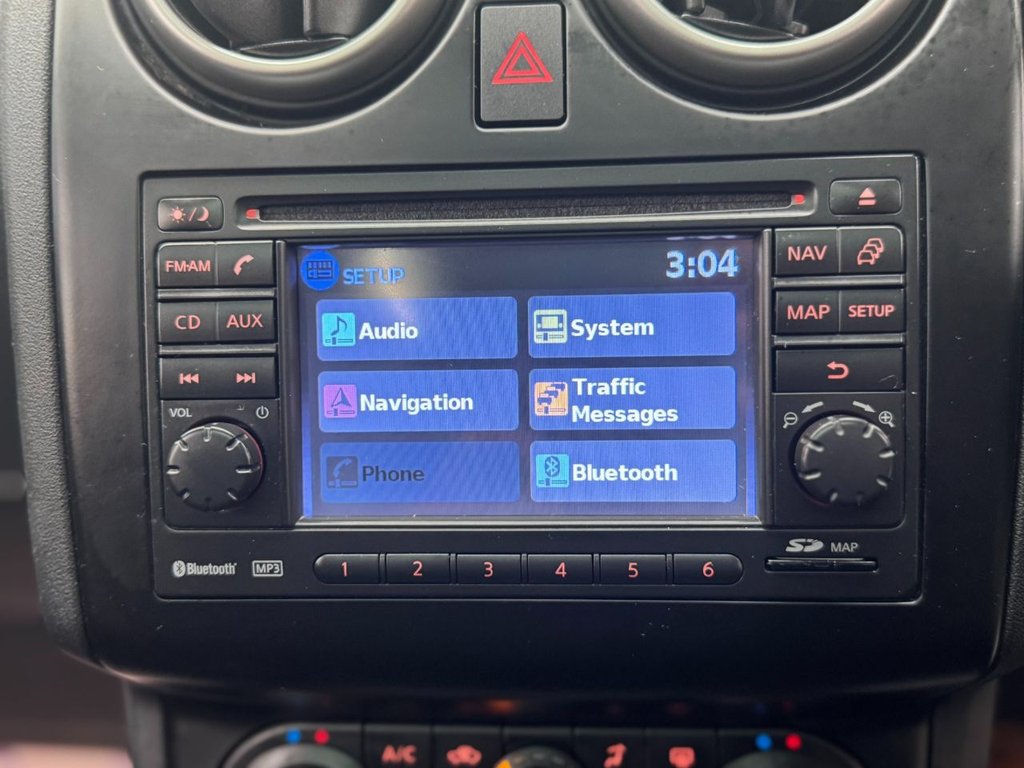 SETUP
3:04
Audio
System
Navigation
Traffic
Messages
Phone
Bluetooth
FM·AM
CD
AUX
VOL
NAV
MAP
SETUP
Bluetooth
MP3
1 2 3 4 5 6
SD MAP
A/C